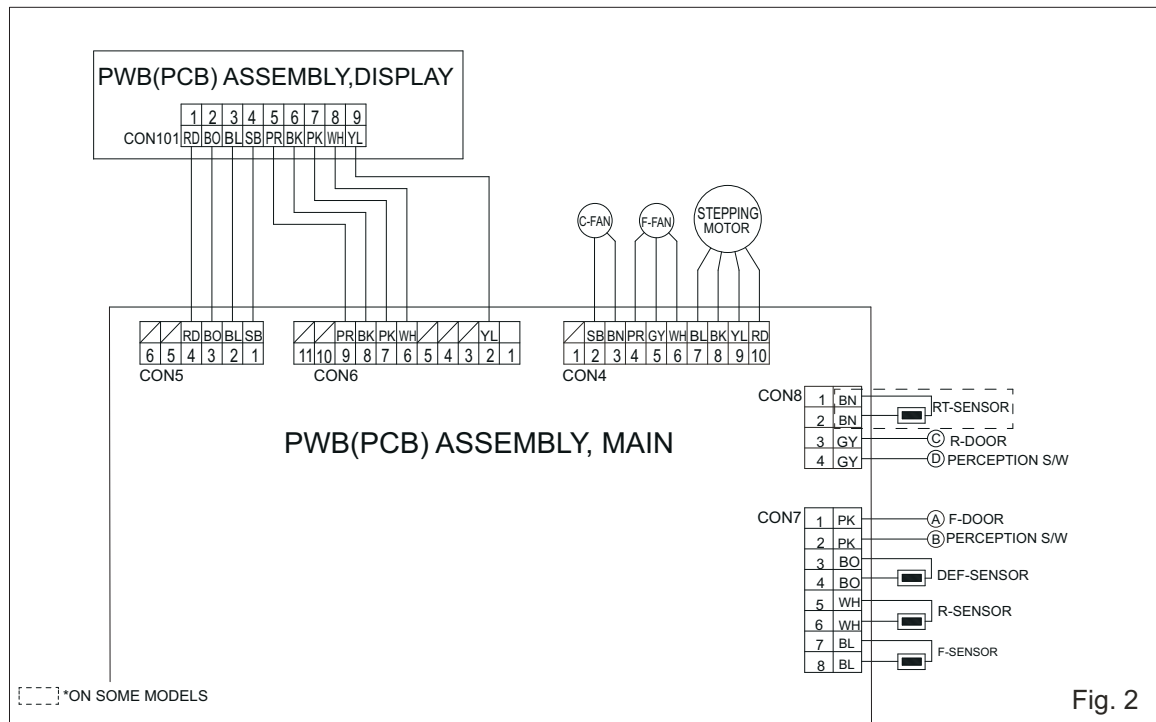 PWB(PCB) ASSEMBLY,DISPLAY
1 2 3 4 5 6 7 8 9
CON101 RD BO BL SB PR BK PK WH YL
C-FAN
F-FAN
STEPPING
MOTOR
RD BO BL SB
6 5 4 3 2 1
CON5
PR BK PK WH YL
11 10 9 8 7 6 5 4 3 2 1
CON6
SB BN PR GY WH BL BK YL RD
1 2 3 4 5 6 7 8 9 10
CON4
PWB(PCB) ASSEMBLY, MAIN
CON8 1 BN
2 BN
RT-SENSOR
3 GY C R-DOOR
4 GY D PERCEPTION S/W
CON7 1 PK A F-DOOR
2 PK B PERCEPTION S/W
3 BO
4 BO
DEF-SENSOR
5 WH
6 WH
R-SENSOR
7 BL
8 BL
F-SENSOR
*ON SOME MODELS
Fig. 2